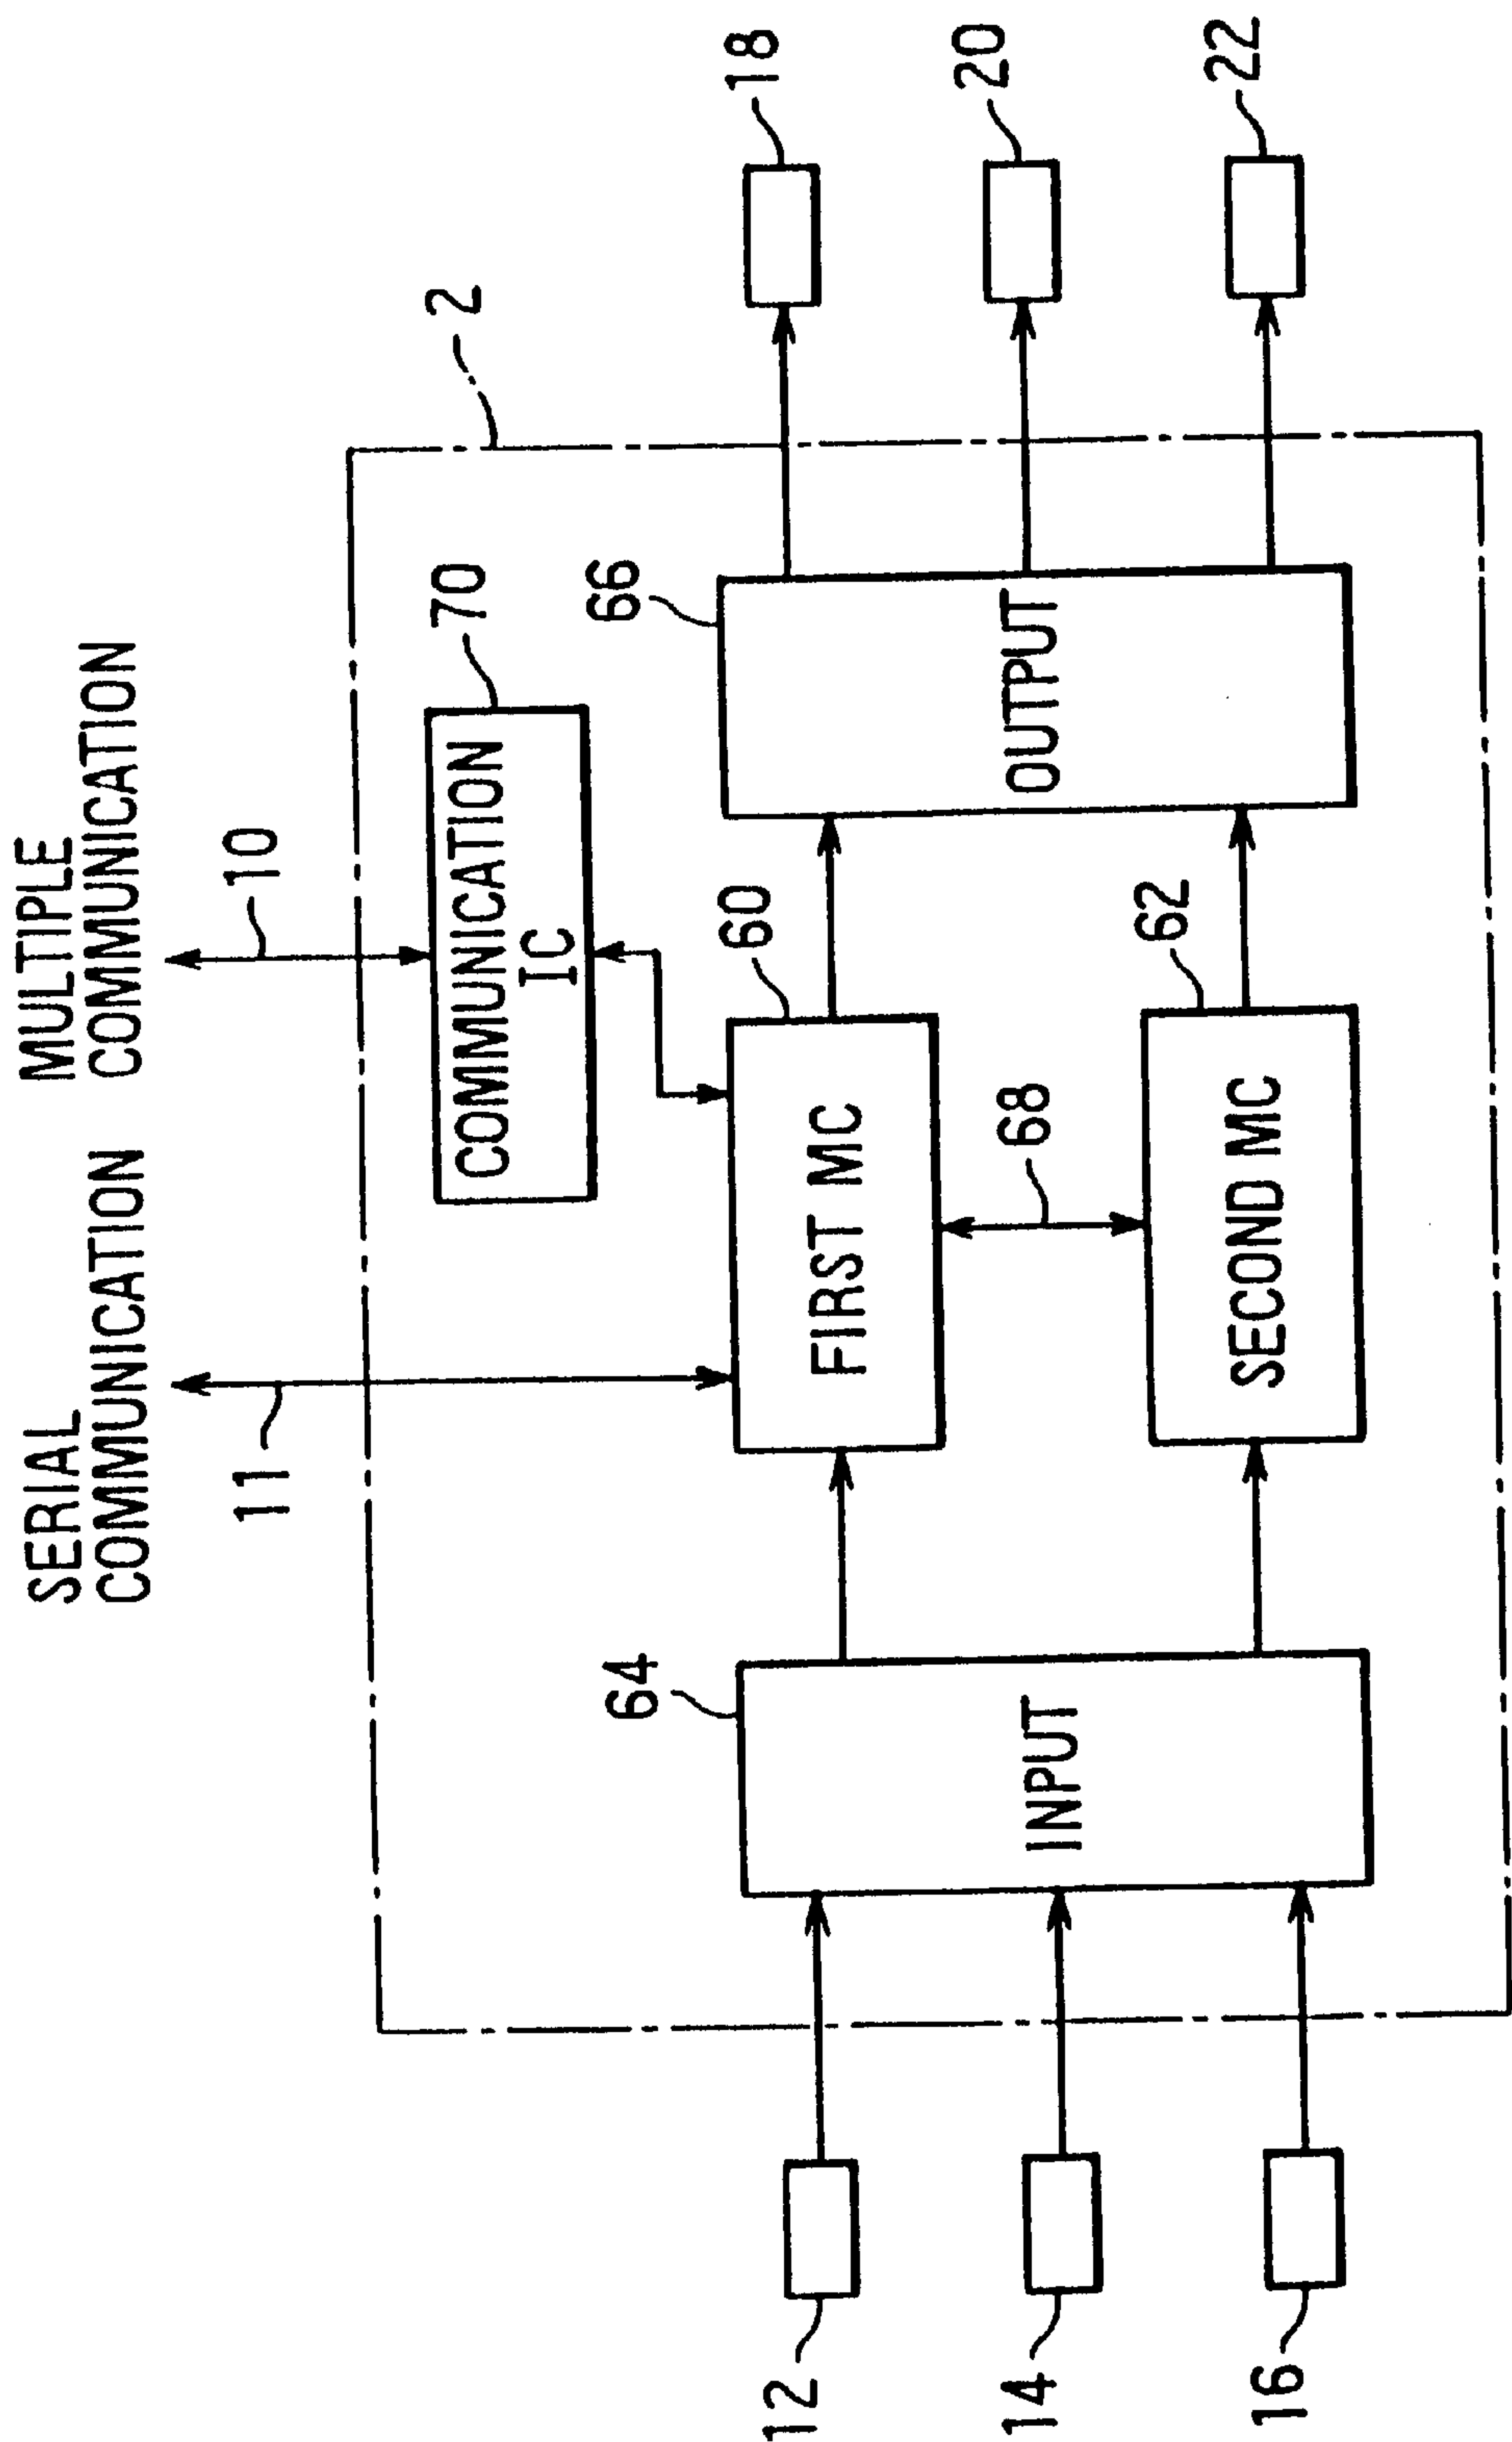 SERIAL
COMMUNICATION
MULTIPLE
COMMUNICATION
11
10
2
COMMUNICATION
IC
70
64
66
18
12
FIRST MC
60
INPUT
68
OUTPUT
20
14
SECOND MC
62
22
16